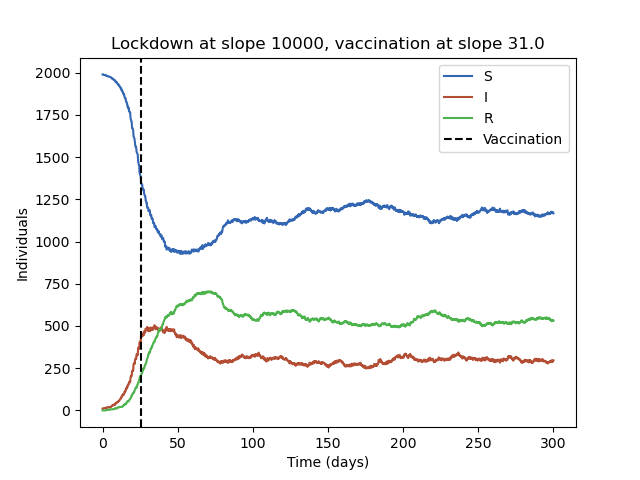 Lockdown at slope 10000, vaccination at slope 31.0
S
I
R
Vaccination
Individuals
2000
1750
1500
1250
1000
750
500
250
0
0 50 100 150 200 250 300
Time (days)